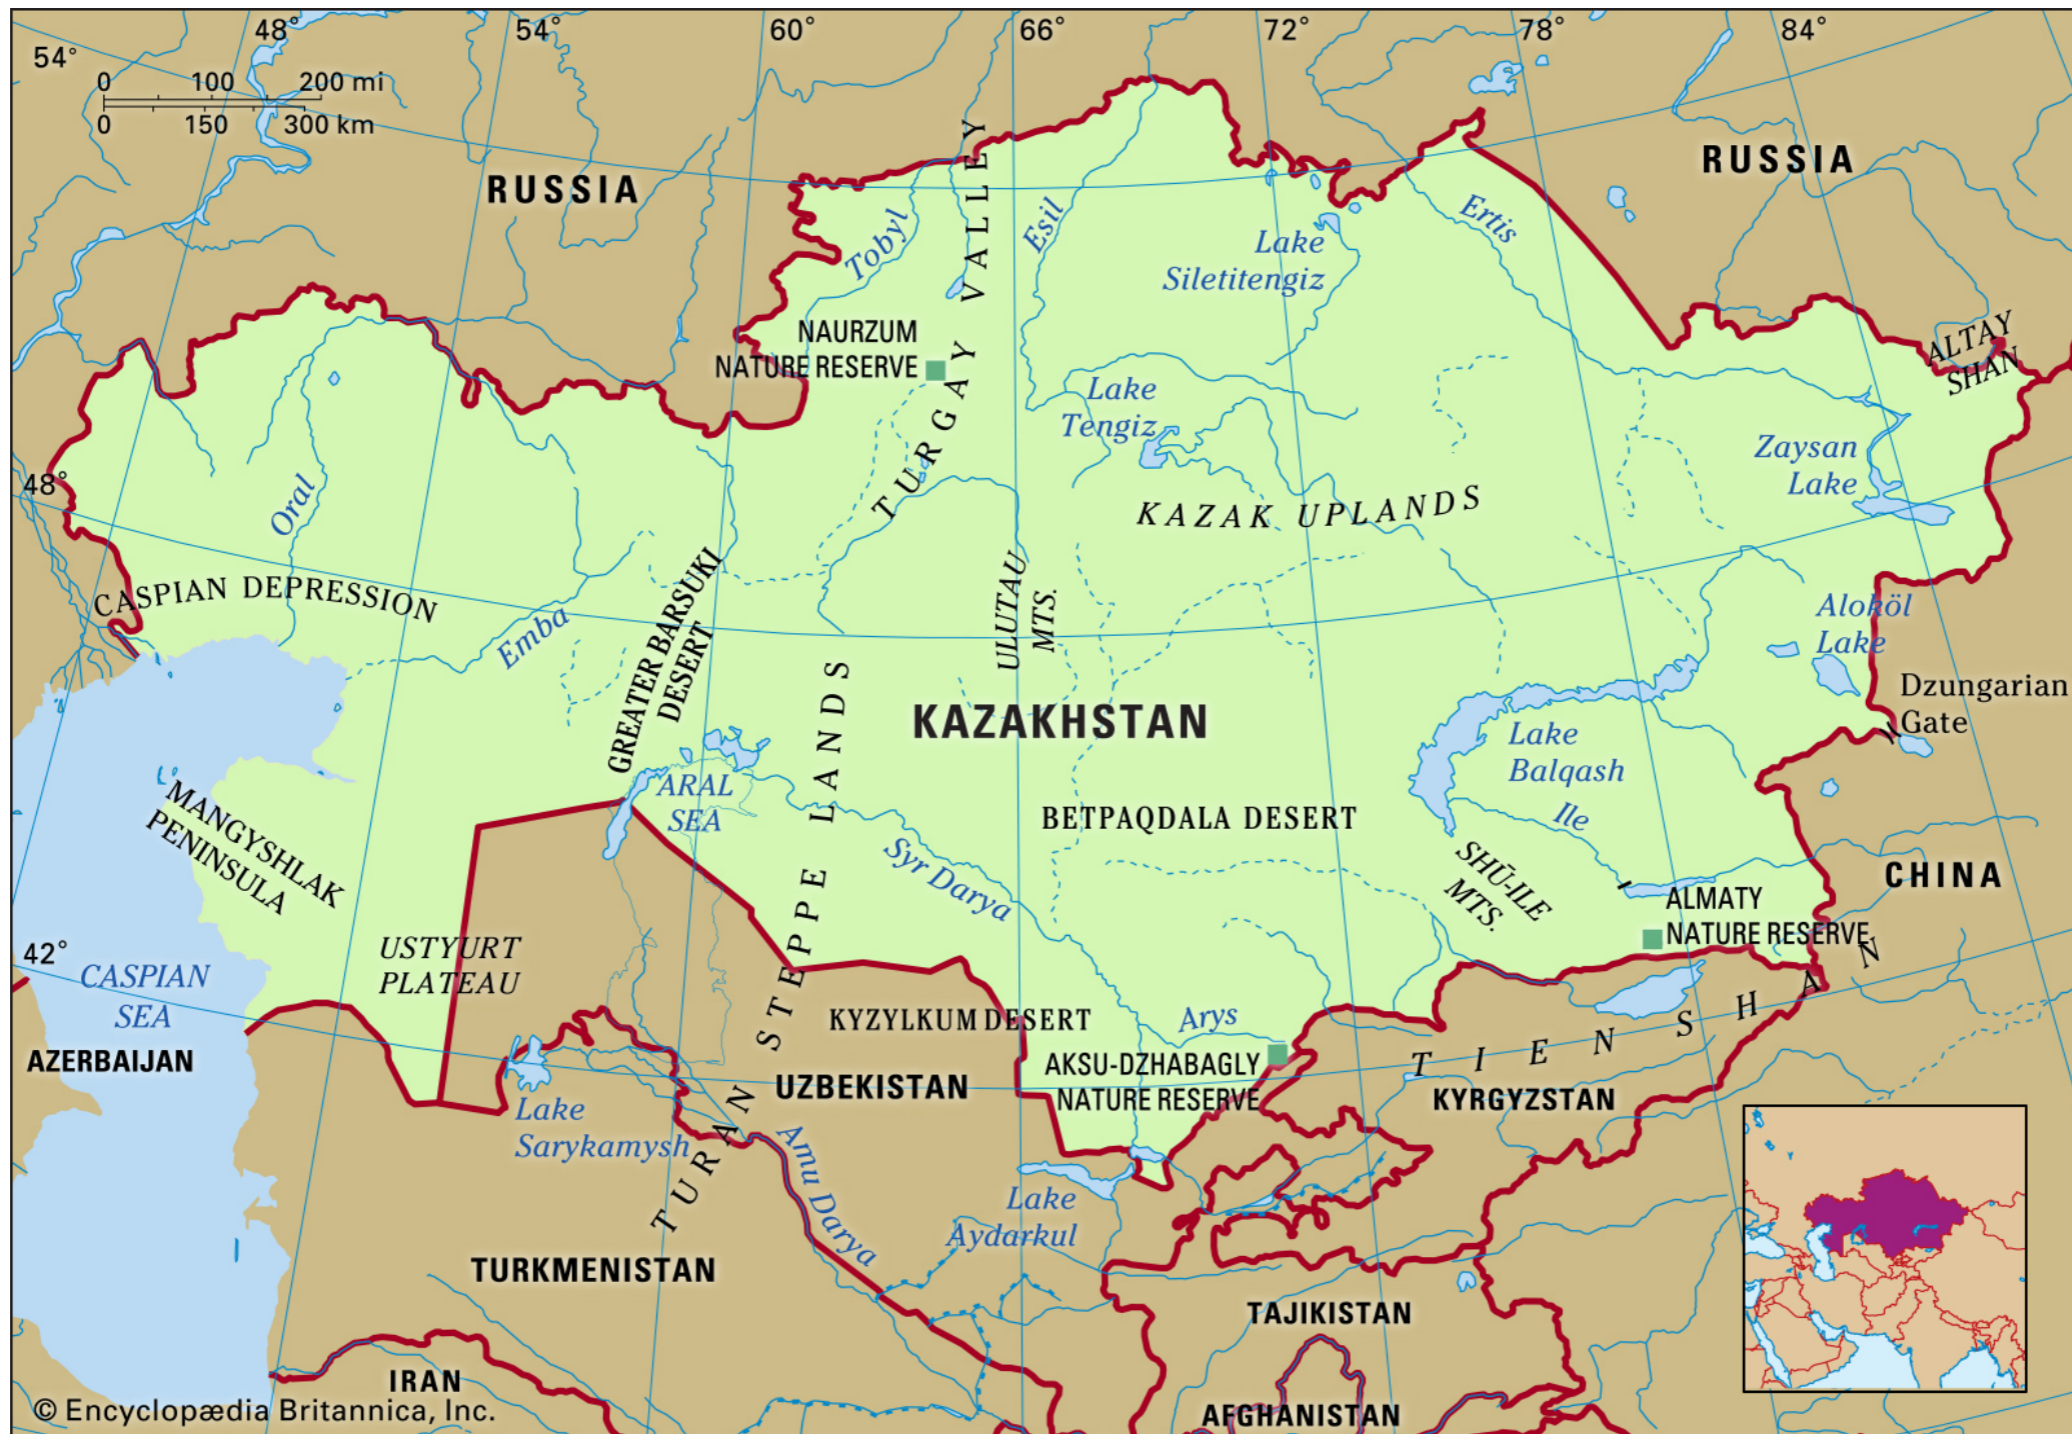 48°
54°
60°
66°
72°
78°
84°
54°
0 100 200 mi
0 150 300 km
RUSSIA
RUSSIA
TURGAY VALLEY
Tobyl
Esil
Ertis
Lake
Siletitengiz
NAURZUM
NATURE RESERVE
ALTAY
SHAN
Lake
Tengiz
Zaysan
Lake
48°
Oral
KAZAK UPLANDS
CASPIAN DEPRESSION
Emba
GREATER BARSUKI
DESERT
ULUTAU
MTS.
Aloköl
Lake
Dzungarian
Gate
KAZAKHSTAN
Lake
Balqash
ARAL
SEA
MANGYSHLAK
PENINSULA
BETPAQDALA DESERT
Ile
Syr Darya
SHŪ-ILE
MTS.
CHINA
ALMATY
NATURE RESERVE
42°
USTYURT
PLATEAU
CASPIAN
SEA
TURAN STEPPE LANDS
KYZYLKUM DESERT
Arys
TIEN SHAN
AZERBAIJAN
AKSU-DZHABAGLY
NATURE RESERVE
UZBEKISTAN
KYRGYZSTAN
Lake
Sarykamysh
Amu Darya
Lake
Aydarkul
TURKMENISTAN
TAJIKISTAN
IRAN
AFGHANISTAN
© Encyclopædia Britannica, Inc.